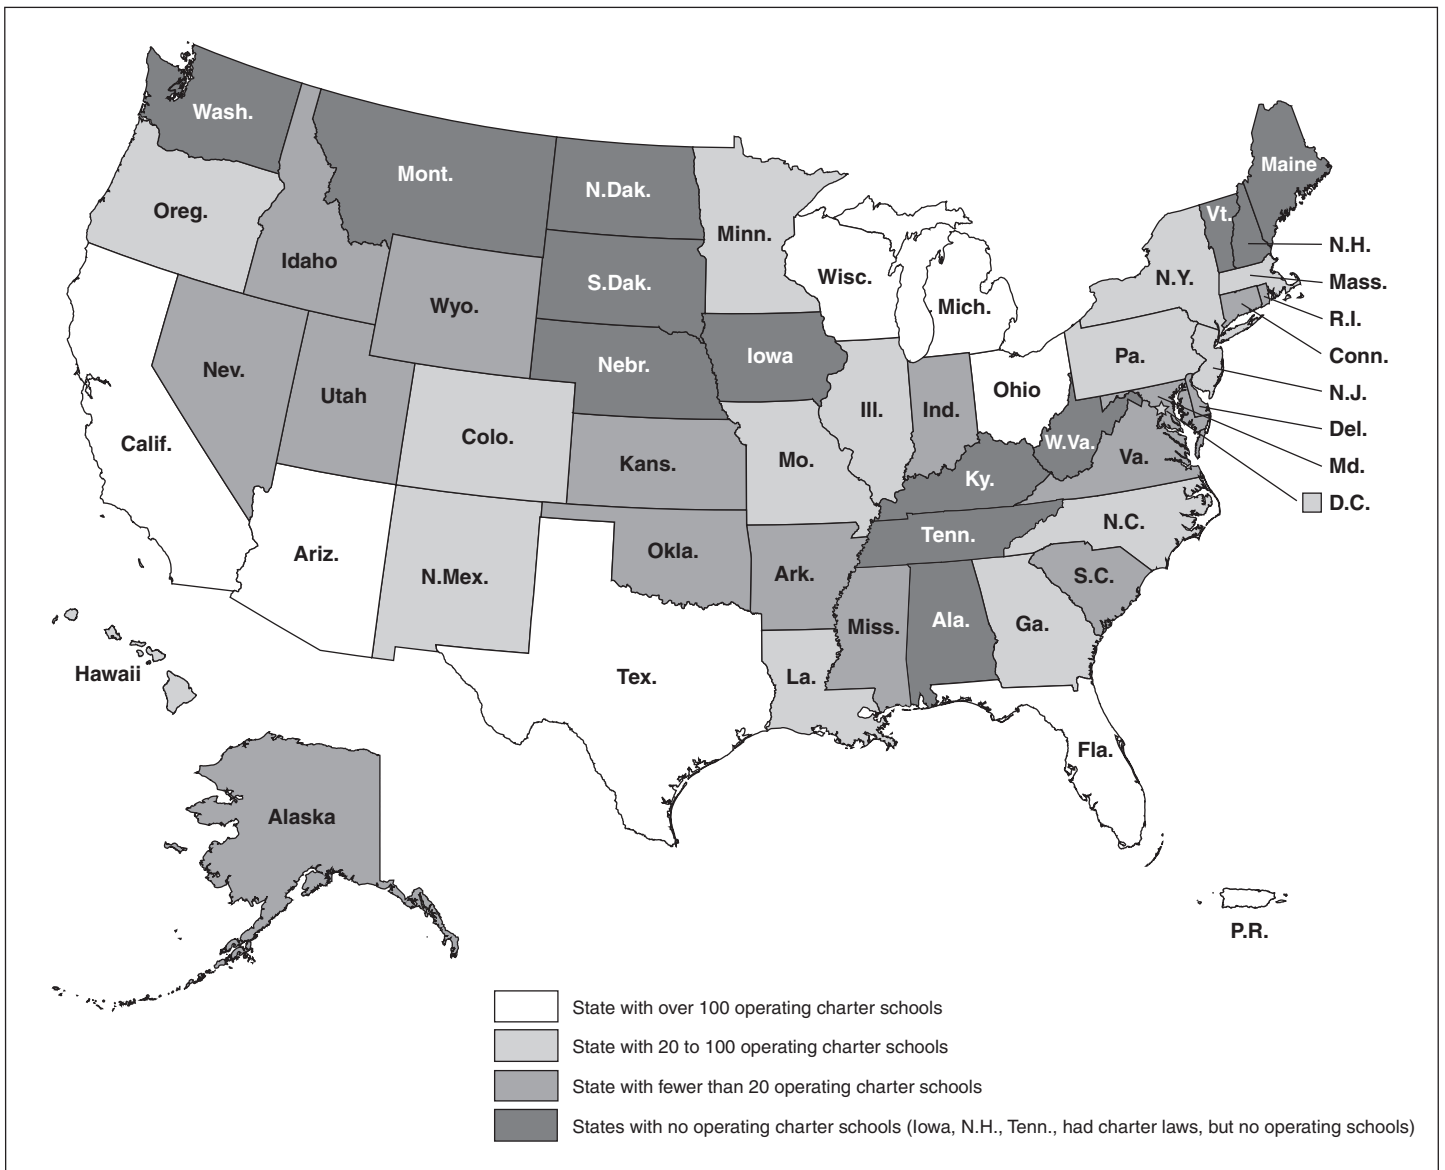 Wash.
Mont.
N.Dak.
Minn.
Maine
Vt.
N.H.
Oreg.
Idaho
Wyo.
S.Dak.
Wisc.
Mich.
N.Y.
Mass.
R.I.
Conn.
N.J.
Del.
Md.
D.C.
Nev.
Utah
Colo.
Nebr.
Iowa
Ill.
Ind.
Ohio
Pa.
W.Va.
Va.
Calif.
Kans.
Mo.
Ky.
Tenn.
N.C.
Ariz.
N.Mex.
Okla.
Ark.
S.C.
Miss.
Ala.
Ga.
Hawaii
Tex.
La.
Fla.
Alaska
P.R.
State with over 100 operating charter schools
State with 20 to 100 operating charter schools
State with fewer than 20 operating charter schools
States with no operating charter schools (Iowa, N.H., Tenn., had charter laws, but no operating schools)